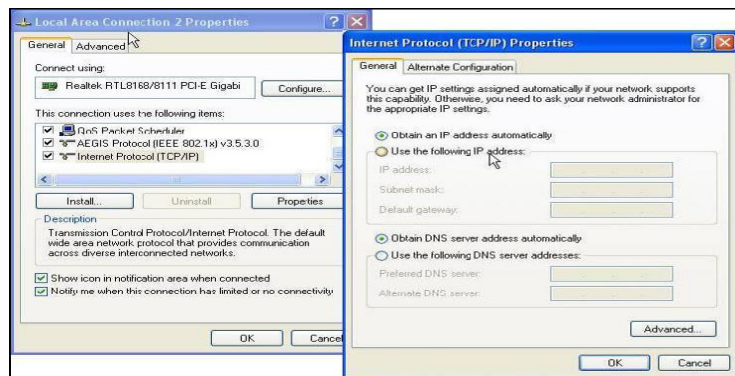 Local Area Connection 2 Properties
General
Advanced
Connect using:
Realtek RTL8168/8111 PCI-E Gigabi
Configure...
This connection uses the following items:
QoS Packet Scheduler
AEGIS Protocol (IEEE 802.1x) v3.5.3.0
Internet Protocol (TCP/IP)
Install...
Uninstall
Properties
Description
Transmission Control Protocol/Internet Protocol. The default
wide area network protocol that provides communication
across diverse interconnected networks.
Show icon in notification area when connected
Notify me when this connection has limited or no connectivity
OK
Cancel
Internet Protocol (TCP/IP) Properties
General
Alternate Configuration
You can get IP settings assigned automatically if your network supports
this capability. Otherwise, you need to ask your network administrator for
the appropriate IP settings.
Obtain an IP address automatically
Use the following IP address:
IP address:
Subnet mask:
Default gateway:
Obtain DNS server address automatically
Use the following DNS server addresses:
Preferred DNS server:
Alternate DNS server:
Advanced...
OK
Cancel